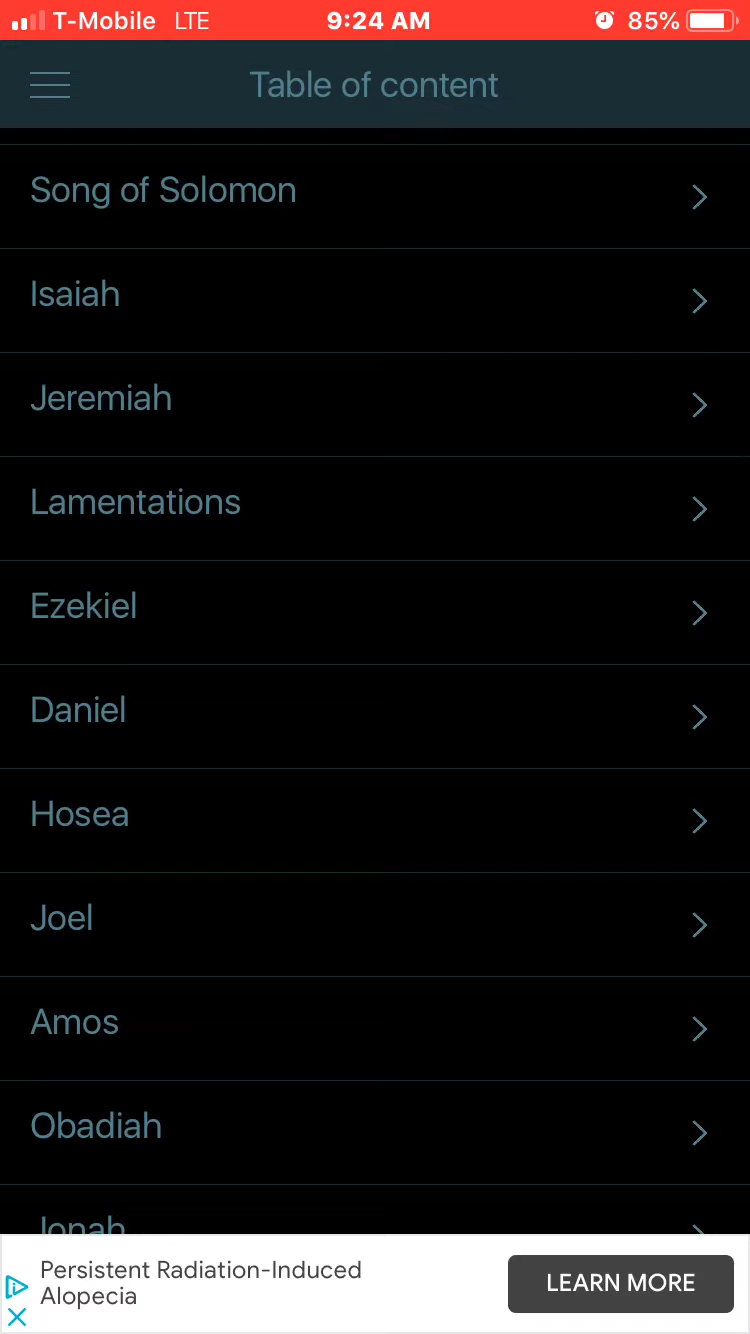 T-Mobile LTE 9:24 AM 85%
Table of content
Song of Solomon
Isaiah
Jeremiah
Lamentations
Ezekiel
Daniel
Hosea
Joel
Amos
Obadiah
Jonah
Persistent Radiation-Induced
Alopecia
LEARN MORE